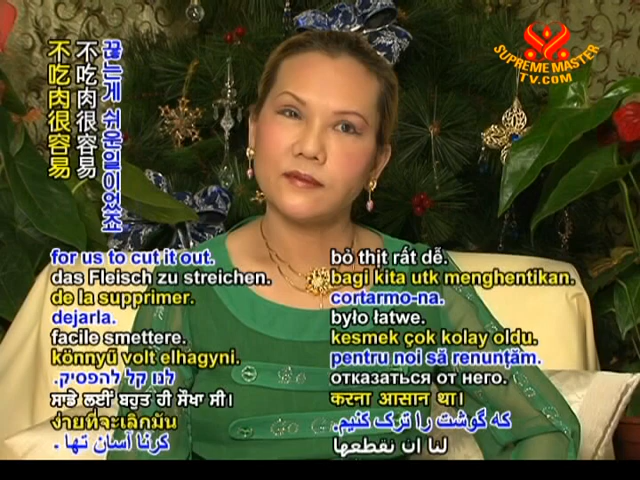 SUPREME MASTER
TV.COM
不吃肉很容易
不吃肉很容易
끊는게 쉬운일이었죠
for us to cut it out.
das Fleisch zu streichen.
de la supprimer.
dejarla.
facile smettere.
könnyű volt elhagyni.
לנו קל להפסיק.
ਸਾਡੇ ਲਈਂ ਬਹੁਤ ਹੀ ਸੌਖਾ ਸੀ।
ง่ายที่จะเลิกมัน
کرنا آسان تھا .
bỏ thịt rất dễ.
bagi kita utk menghentikan.
cortarmo-na.
było łatwe.
kesmek çok kolay oldu.
pentru noi să renunţăm.
отказаться от него.
करना आसान था।
که گوشت را ترک کنیم.
لنا ان نقطعها